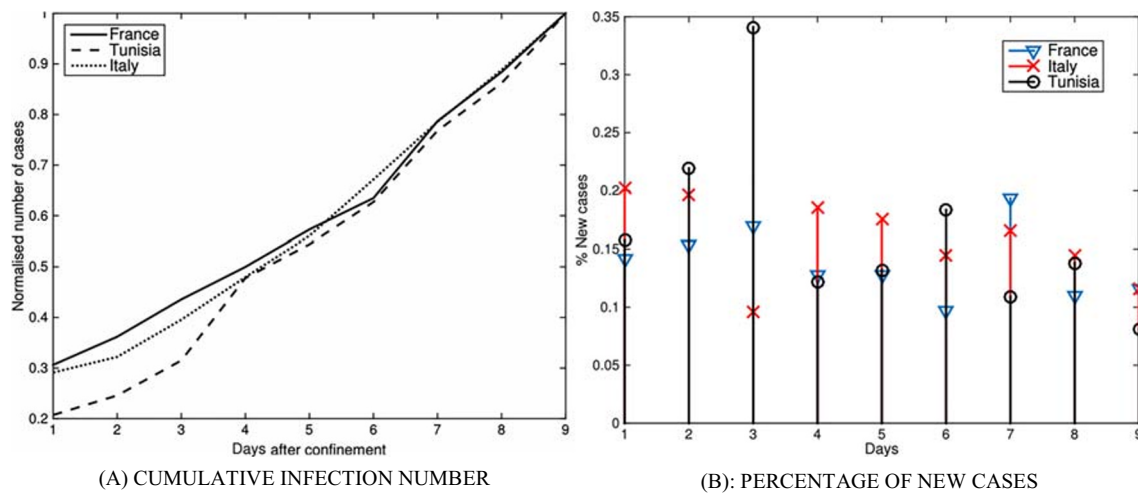 1
0.9
0.8
0.7
0.6
0.5
0.4
0.3
0.2
Normalised number of cases
France
Tunisia
Italy
1 2 3 4 5 6 7 8 9
Days after confinement
(A) CUMULATIVE INFECTION NUMBER
0.35
0.3
0.25
0.2
0.15
0.1
0.05
0
% New cases
France
Italy
Tunisia
1 2 3 4 5 6 7 8 9
Days
(B): PERCENTAGE OF NEW CASES